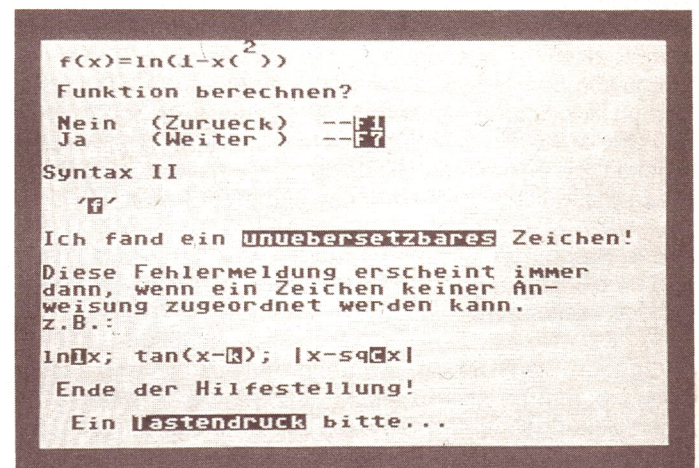 f(x)=ln(1-x(²))
Funktion berechnen?
Nein (Zurueck) --F1
Ja (Weiter ) --F7
Syntax II
'f'
Ich fand ein unuebersetzbares Zeichen!
Diese Fehlermeldung erscheint immer
dann, wenn ein Zeichen keiner An-
weisung zugeordnet werden kann.
z.B.:
lnlx; tan(x-k); |x-sqcx|
Ende der Hilfestellung!
Ein Tastendruck bitte...